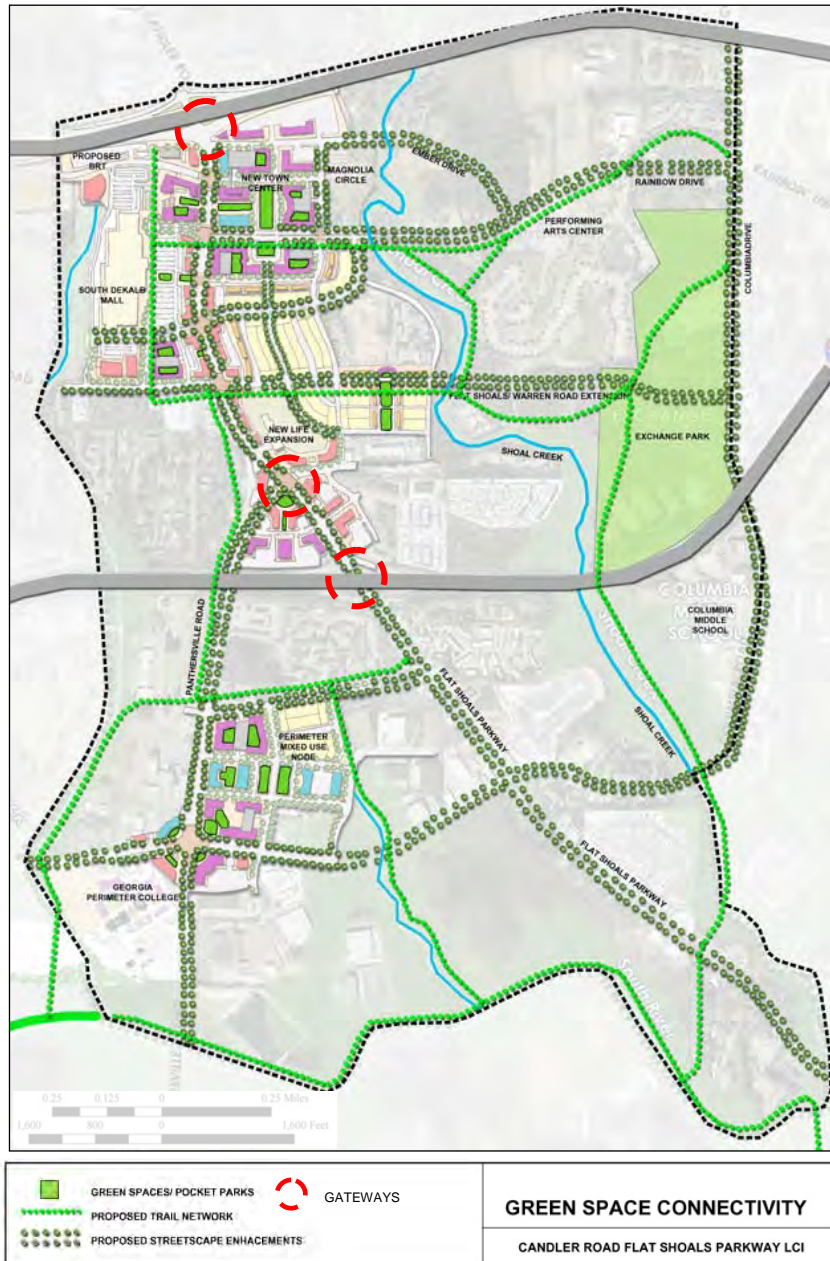 PROPOSED
BRT
NEW TOWN
CENTER
MAGNOLIA
CIRCLE
EMBER DRIVE
RAINBOW DRIVE
PERFORMING
ARTS CENTER
COLUMBIADRIVE
SOUTH DEKALB
MALL
FLAT SHOALS/ WARREN ROAD EXTENSION
NEW LIFE
EXPANSION
EXCHANGE PARK
SHOAL CREEK
PANTHERSVILLE ROAD
COLUMBIA
MIDDLE
SCHOOL
FLAT SHOALS PARKWAY
SHOAL CREEK
PERIMETER
MIXED USE
NODE
FLAT SHOALS PARKWAY
GEORGIA
PERIMETER COLLEGE
0.25 0.125 0 0.25 Miles
1,600 800 0 1,600 Feet
GREEN SPACES/ POCKET PARKS
GATEWAYS
PROPOSED TRAIL NETWORK
PROPOSED STREETSCAPE ENHACEMENTS
GREEN SPACE CONNECTIVITY
CANDLER ROAD FLAT SHOALS PARKWAY LCI